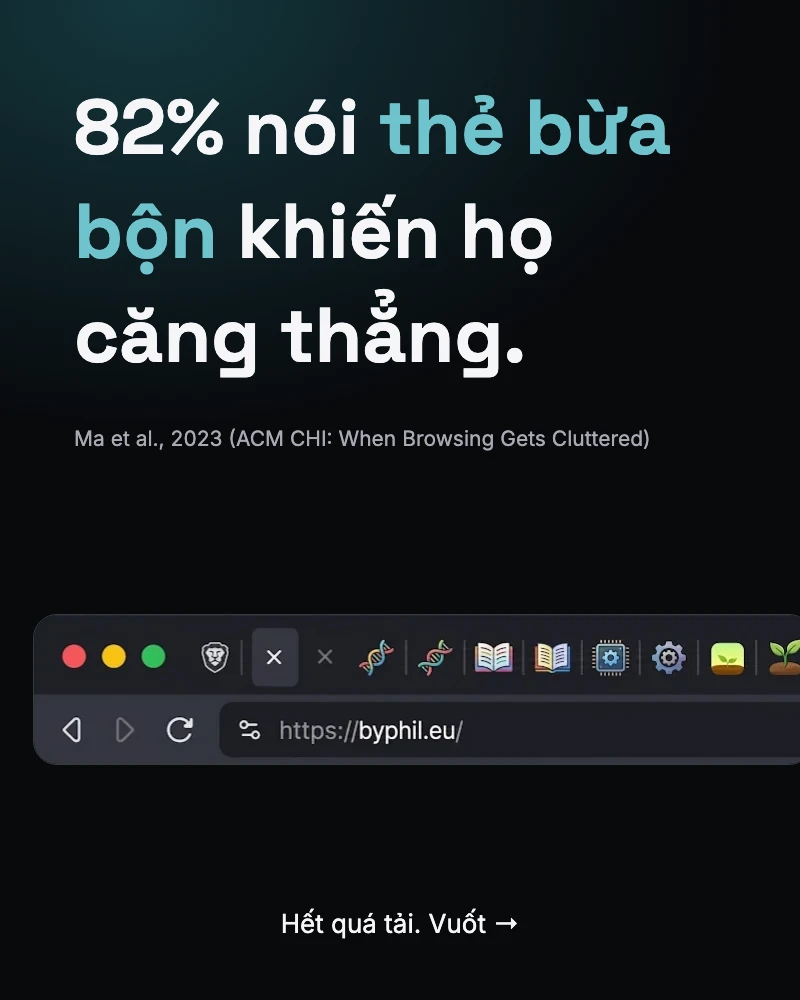 82% nói thẻ bừa
bộn khiến họ
căng thẳng.
Ma et al., 2023 (ACM CHI: When Browsing Gets Cluttered)
https://byphil.eu/
Hết quá tải. Vuốt →